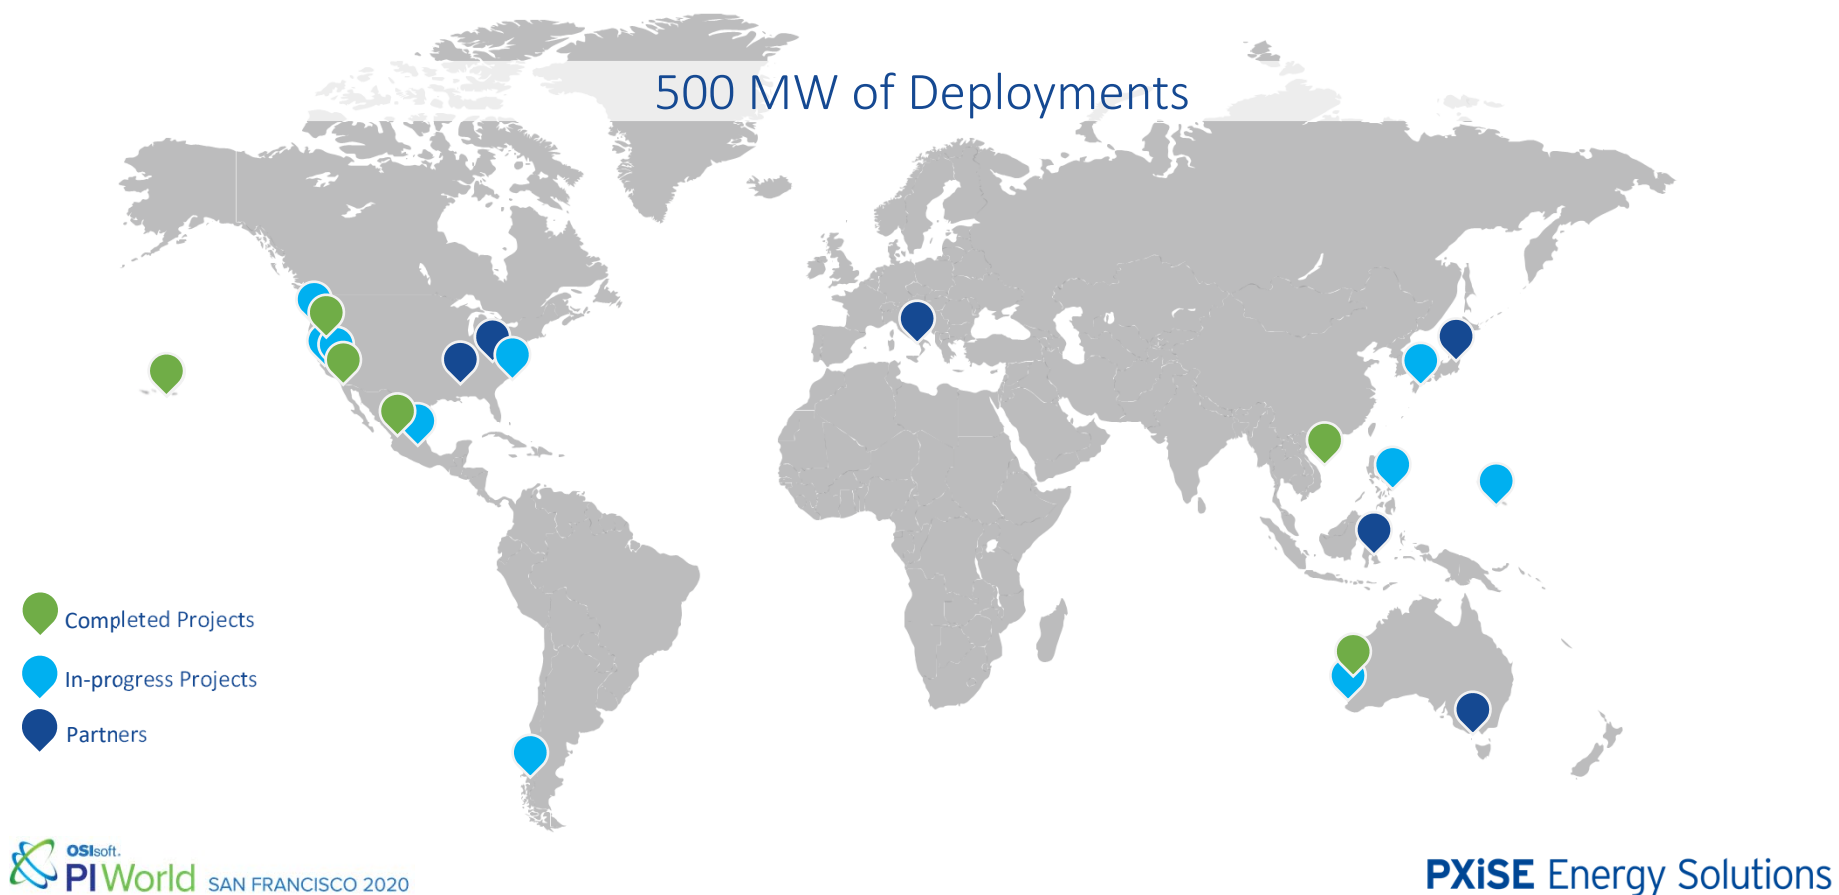 500 MW of Deployments
Completed Projects
In-progress Projects
Partners
OSIsoft.
PI World SAN FRANCISCO 2020
PXiSE Energy Solutions